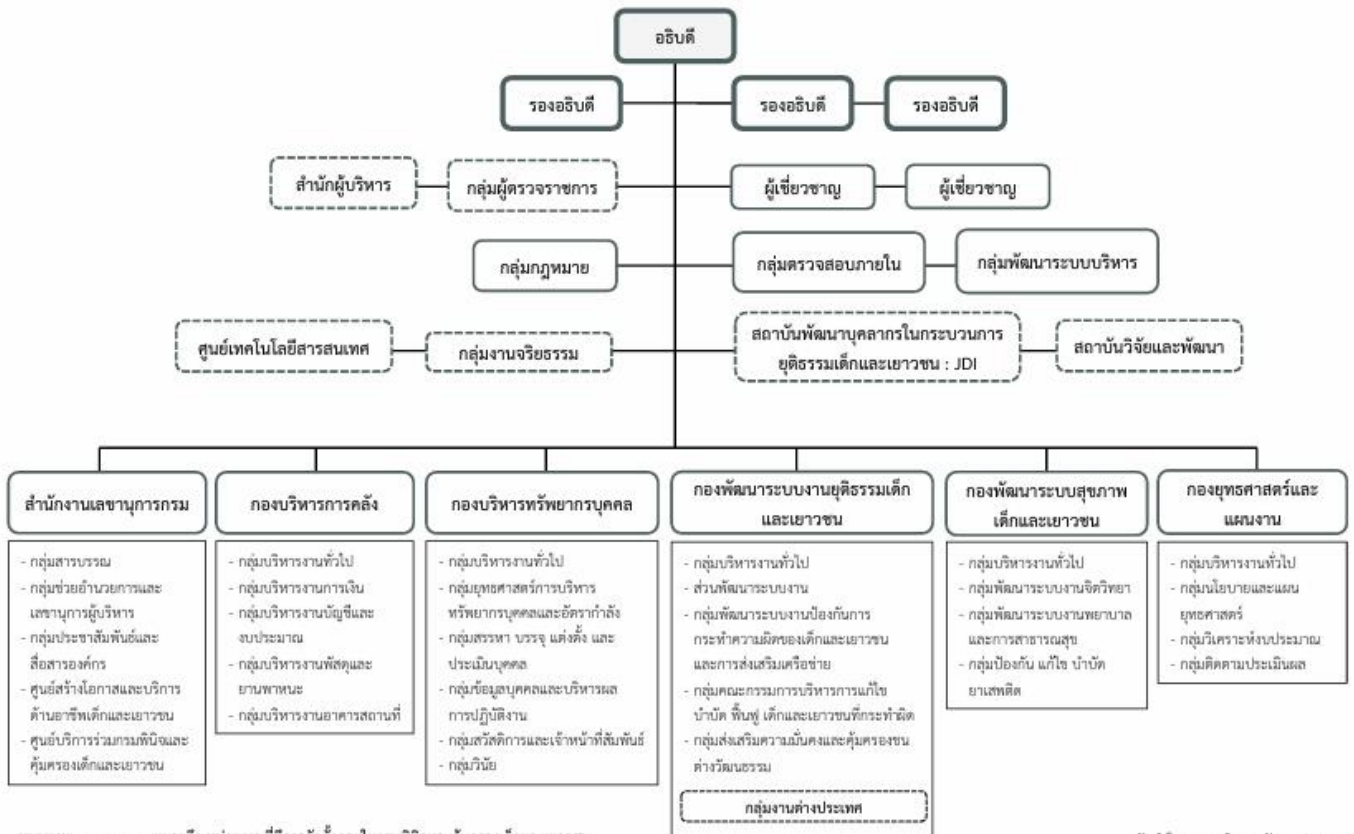 อธิบดี
รองอธิบดี
รองอธิบดี
รองอธิบดี
สำนักผู้บริหาร
กลุ่มผู้ตรวจราชการ
ผู้เชี่ยวชาญ
ผู้เชี่ยวชาญ
กลุ่มกฎหมาย
กลุ่มตรวจสอบภายใน
กลุ่มพัฒนาระบบบริหาร
ศูนย์เทคโนโลยีสารสนเทศ
กลุ่มงานจริยธรรม
สถาบันพัฒนาบุคลากรในกระบวนการ
ยุติธรรมเด็กและเยาวชน : JDI
สถาบันวิจัยและพัฒนา
สำนักงานเลขานุการกรม
- กลุ่มสารบรรณ
- กลุ่มช่วยอำนวยการและ
เลขานุการผู้บริหาร
- กลุ่มประชาสัมพันธ์และ
สื่อสารองค์กร
- ศูนย์สร้างโอกาสและบริการ
ด้านอาชีพเด็กและเยาวชน
- ศูนย์บริการร่วมกรมพินิจและ
คุ้มครองเด็กและเยาวชน
กองบริหารการคลัง
- กลุ่มบริหารงานทั่วไป
- กลุ่มบริหารงานการเงิน
- กลุ่มบริหารงานบัญชีและ
งบประมาณ
- กลุ่มบริหารงานพัสดุและ
ยานพาหนะ
- กลุ่มบริหารงานอาคารสถานที่
กองบริหารทรัพยากรบุคคล
- กลุ่มบริหารงานทั่วไป
- กลุ่มยุทธศาสตร์การบริหาร
ทรัพยากรบุคคลและอัตรากำลัง
- กลุ่มสรรหา บรรจุ แต่งตั้ง และ
ประเมินบุคคล
- กลุ่มข้อมูลบุคคลและบริหารผล
การปฏิบัติงาน
- กลุ่มสวัสดิการและเจ้าหน้าที่สัมพันธ์
- กลุ่มวินัย
กองพัฒนาระบบงานยุติธรรมเด็ก
และเยาวชน
- กลุ่มบริหารงานทั่วไป
- ส่วนพัฒนาระบบงาน
- กลุ่มพัฒนาระบบงานป้องกันการ
กระทำความผิดของเด็กและเยาวชน
และการส่งเสริมเครือข่าย
- กลุ่มคณะกรรมการบริหารการแก้ไข
บำบัด ฟื้นฟู เด็กและเยาวชนที่กระทำผิด
- กลุ่มส่งเสริมความมั่นคงและคุ้มครองชน
ต่างวัฒนธรรม
กลุ่มงานต่างประเทศ
กองพัฒนาระบบสุขภาพ
เด็กและเยาวชน
- กลุ่มบริหารงานทั่วไป
- กลุ่มพัฒนาระบบงานจิตวิทยา
- กลุ่มพัฒนาระบบงานพยาบาล
และการสาธารณสุข
- กลุ่มป้องกัน แก้ไข บำบัด
ยาเสพติด
กองยุทธศาสตร์และ
แผนงาน
- กลุ่มบริหารงานทั่วไป
- กลุ่มนโยบายและแผน
ยุทธศาสตร์
- กลุ่มวิเคราะห์งบประมาณ
- กลุ่มติดตามประเมินผล